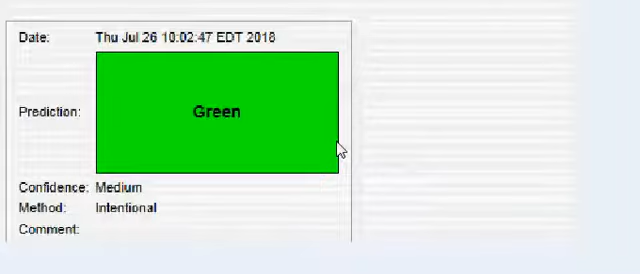 Date: Thu Jul 26 10:02:47 EDT 2018
Prediction: Green
Confidence: Medium
Method: Intentional
Comment: